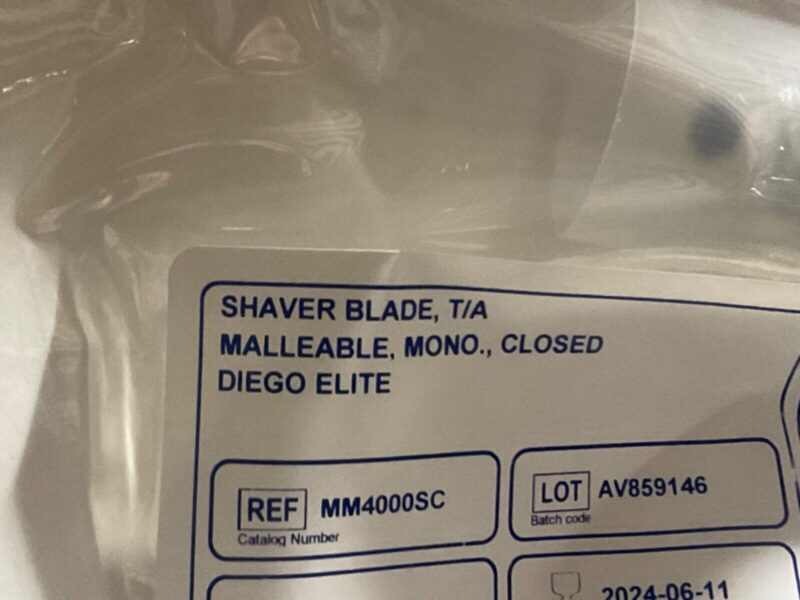 SHAVER BLADE, T/A
MALLEABLE, MONO., CLOSED
DIEGO ELITE
REF MM4000SC
Catalog Number
LOT AV859146
Batch code
2024-06-11